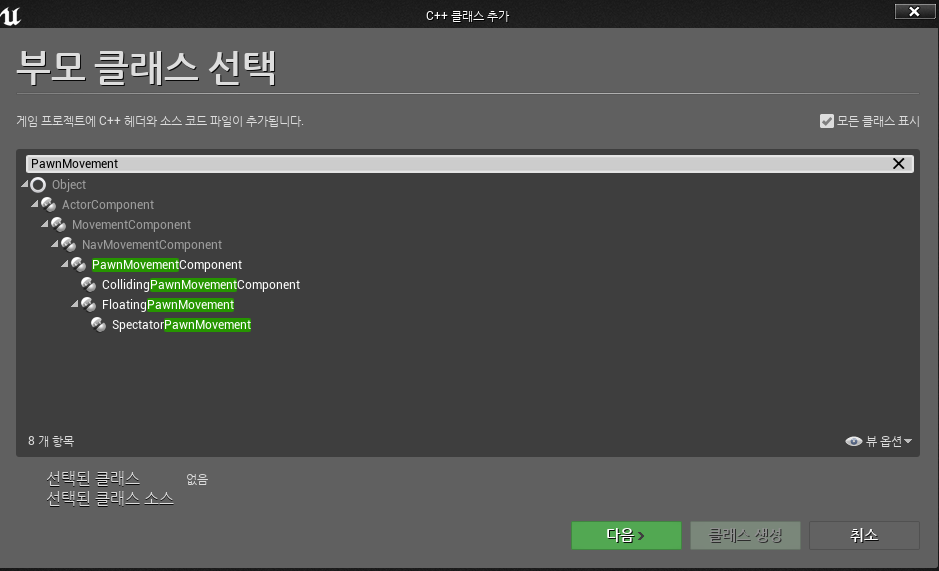 C++ 클래스 추가
부모 클래스 선택
게임 프로젝트에 C++ 헤더와 소스 코드 파일이 추가됩니다.
모든 클래스 표시
PawnMovement
Object
ActorComponent
MovementComponent
NavMovementComponent
PawnMovementComponent
CollidingPawnMovementComponent
FloatingPawnMovement
SpectatorPawnMovement
8 개 항목
뷰 옵션
선택된 클래스 없음
선택된 클래스 소스
다음 >
클래스 생성
취소